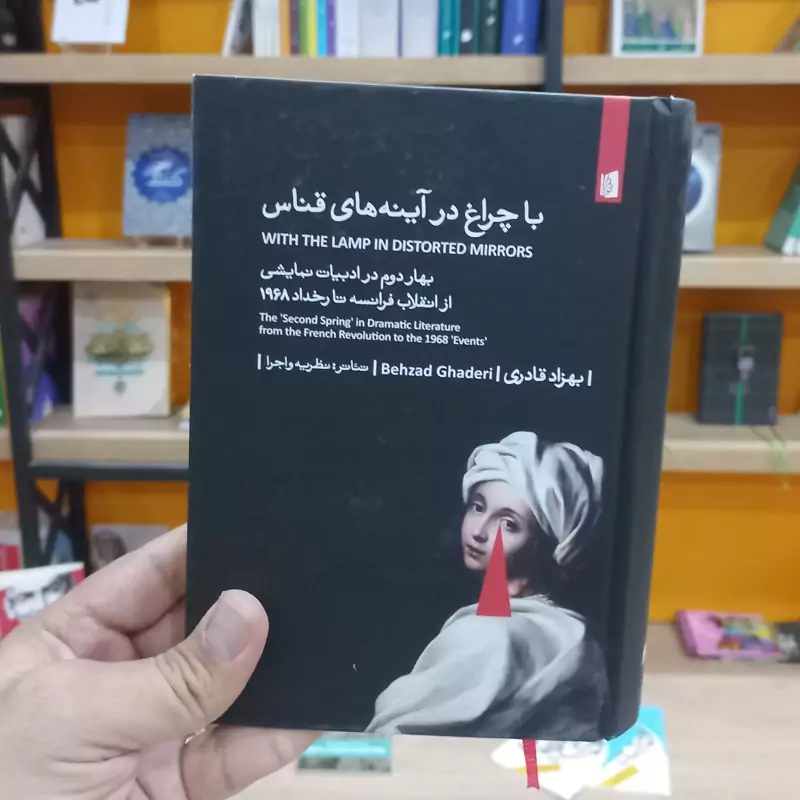 با چراغ در آینه‌های قناس
WITH THE LAMP IN DISTORTED MIRRORS
بهار دوم در ادبیات نمایشی
از انقلاب فرانسه تا رخداد ۱۹۶۸
The 'Second Spring' in Dramatic Literature
from the French Revolution to the 1968 'Events'
| بهزاد قادری | Behzad Ghaderi | تئاتر: نظریه و اجرا |